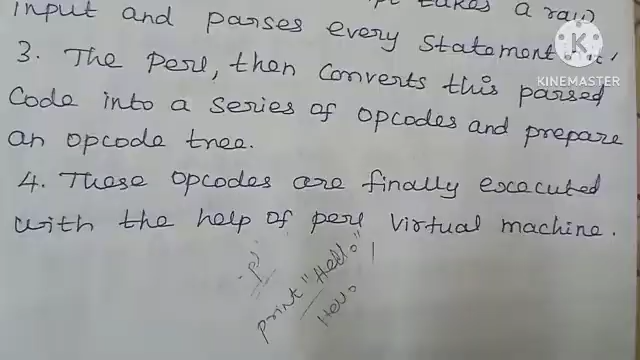 input and parses every Statement
3. The perl, then converts this parsed
Code into a series of opcodes and prepare
an opcode tree.
4. These opcodes are finally executed
with the help of perl virtual machine.
.pl
print "Hello"
Hello
KINEMASTER